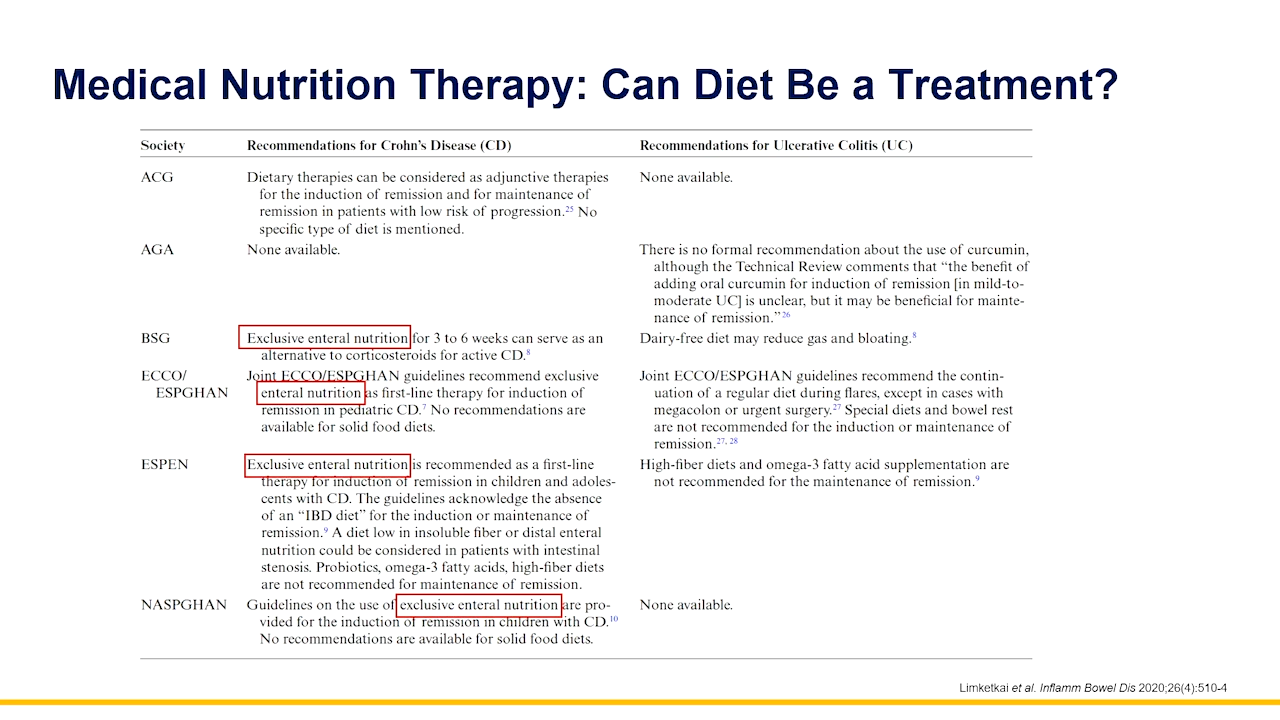 Medical Nutrition Therapy: Can Diet Be a Treatment?
Society Recommendations for Crohn's Disease (CD) Recommendations for Ulcerative Colitis (UC)
ACG Dietary therapies can be considered as adjunctive therapies
for the induction of remission and for maintenance of
remission in patients with low risk of progression.25 No
specific type of diet is mentioned.
None available.
AGA None available.
There is no formal recommendation about the use of curcumin,
although the Technical Review comments that “the benefit of
adding oral curcumin for induction of remission [in mild-to-
moderate UC] is unclear, but it may be beneficial for mainte-
nance of remission.”26
BSG Exclusive enteral nutrition for 3 to 6 weeks can serve as an
alternative to corticosteroids for active CD.8
Dairy-free diet may reduce gas and bloating.8
ECCO/
ESPGHAN
Joint ECCO/ESPGHAN guidelines recommend exclusive
enteral nutrition as first-line therapy for induction of
remission in pediatric CD.7 No recommendations are
available for solid food diets.
Joint ECCO/ESPGHAN guidelines recommend the contin-
uation of a regular diet during flares, except in cases with
megacolon or urgent surgery.27 Special diets and bowel rest
are not recommended for the induction or maintenance of
remission.27, 28
ESPEN Exclusive enteral nutrition is recommended as a first-line
therapy for induction of remission in children and adoles-
cents with CD. The guidelines acknowledge the absence
of an “IBD diet” for the induction or maintenance of
remission.9 A diet low in insoluble fiber or distal enteral
nutrition could be considered in patients with intestinal
stenosis. Probiotics, omega-3 fatty acids, high-fiber diets
are not recommended for maintenance of remission.
High-fiber diets and omega-3 fatty acid supplementation are
not recommended for the maintenance of remission.9
NASPGHAN Guidelines on the use of exclusive enteral nutrition are pro-
vided for the induction of remission in children with CD.10
No recommendations are available for solid food diets.
None available.
Limketkai et al. Inflamm Bowel Dis 2020;26(4):510-4